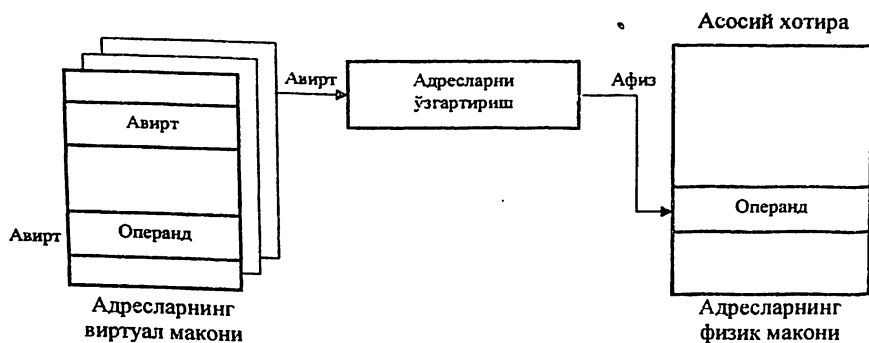 Асосий хотира
Авирт
Адресларни
ўзгартириш
Афиз
Авирт
Операнд
Авирт
Операнд
Адресларнинг
виртуал макони
Адресларнинг
физик макони